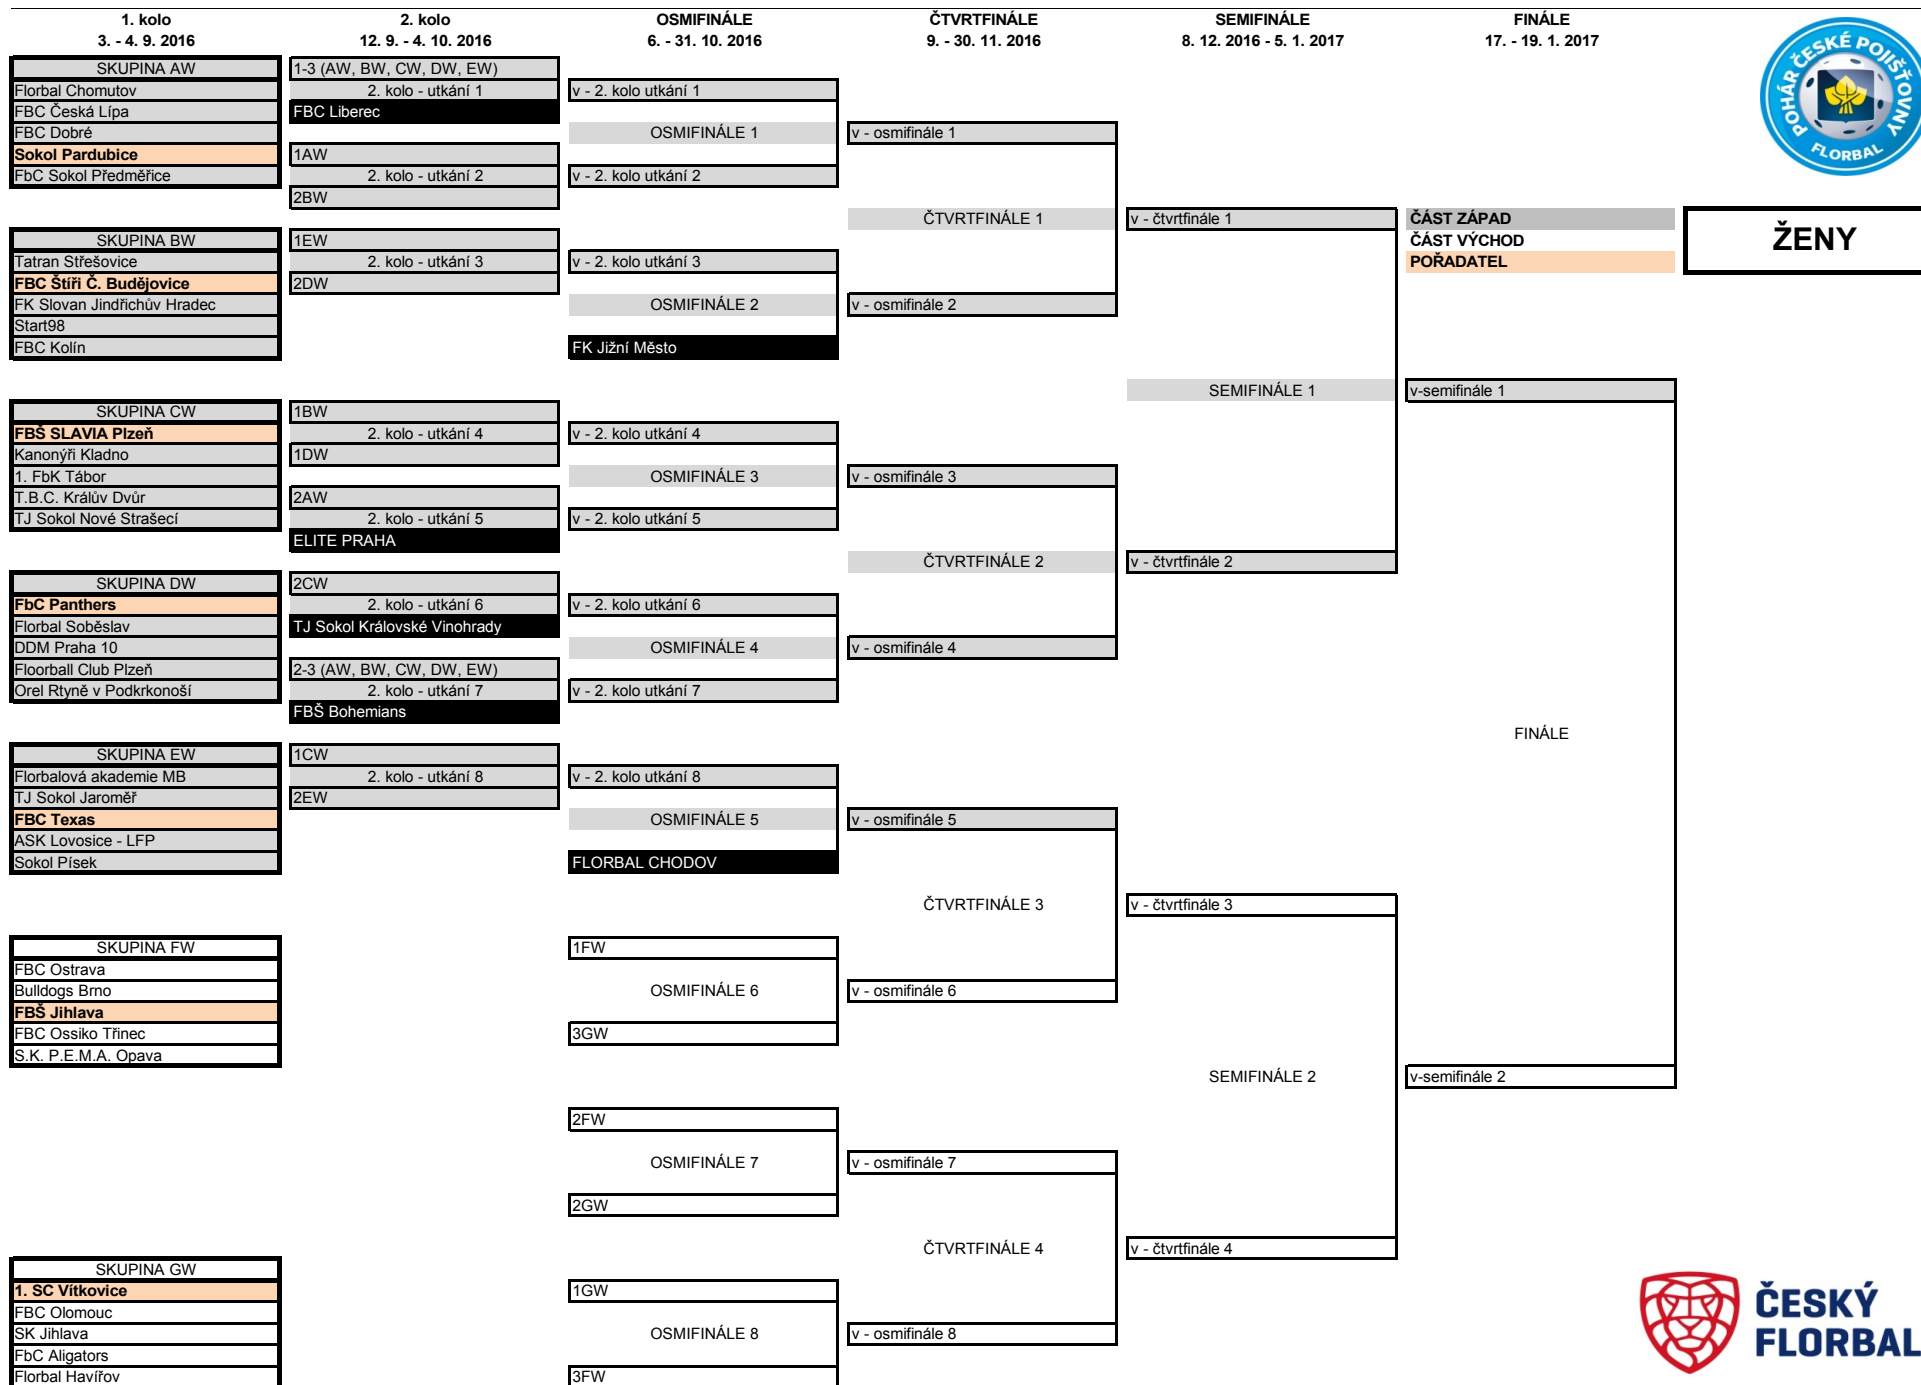 1. kolo
3. - 4. 9. 2016
2. kolo
12. 9. - 4. 10. 2016
OSMIFINÁLE
6. - 31. 10. 2016
ČTVRTFINÁLE
9. - 30. 11. 2016
SEMIFINÁLE
8. 12. 2016 - 5. 1. 2017
FINÁLE
17. - 19. 1. 2017
SKUPINA AW
Florbal Chomutov
FBC Česká Lípa
FBC Dobré
Sokol Pardubice
FbC Sokol Předměřice
SKUPINA BW
Tatran Střešovice
FBC Štíři Č. Budějovice
FK Slovan Jindřichův Hradec
Start98
FBC Kolín
SKUPINA CW
FBŠ SLAVIA Plzeň
Kanonýři Kladno
1. FbK Tábor
T.B.C. Králův Dvůr
TJ Sokol Nové Strašecí
SKUPINA DW
FbC Panthers
Florbal Soběslav
DDM Praha 10
Floorball Club Plzeň
Orel Rtyně v Podkrkonoší
SKUPINA EW
Florbalová akademie MB
TJ Sokol Jaroměř
FBC Texas
ASK Lovosice - LFP
Sokol Písek
SKUPINA FW
FBC Ostrava
Bulldogs Brno
FBŠ Jihlava
FBC Ossiko Třinec
S.K. P.E.M.A. Opava
SKUPINA GW
1. SC Vítkovice
FBC Olomouc
SK Jihlava
FbC Aligators
Florbal Havířov
1-3 (AW, BW, CW, DW, EW)
2. kolo - utkání 1
FBC Liberec
1AW
2. kolo - utkání 2
2BW
1EW
2. kolo - utkání 3
2DW
1BW
2. kolo - utkání 4
1DW
2AW
2. kolo - utkání 5
ELITE PRAHA
2CW
2. kolo - utkání 6
TJ Sokol Královské Vinohrady
2-3 (AW, BW, CW, DW, EW)
2. kolo - utkání 7
FBŠ Bohemians
1CW
2. kolo - utkání 8
2EW
v - 2. kolo utkání 1
OSMIFINÁLE 1
v - 2. kolo utkání 2
v - 2. kolo utkání 3
OSMIFINÁLE 2
FK Jižní Město
v - 2. kolo utkání 4
OSMIFINÁLE 3
v - 2. kolo utkání 5
v - 2. kolo utkání 6
OSMIFINÁLE 4
v - 2. kolo utkání 7
v - 2. kolo utkání 8
OSMIFINÁLE 5
FLORBAL CHODOV
1FW
OSMIFINÁLE 6
3GW
2FW
OSMIFINÁLE 7
2GW
1GW
OSMIFINÁLE 8
3FW
v - osmifinále 1
ČTVRTFINÁLE 1
v - osmifinále 2
v - osmifinále 3
ČTVRTFINÁLE 2
v - osmifinále 4
v - osmifinále 5
ČTVRTFINÁLE 3
v - osmifinále 6
v - osmifinále 7
ČTVRTFINÁLE 4
v - osmifinále 8
v - čtvrtfinále 1
SEMIFINÁLE 1
v - čtvrtfinále 2
v - čtvrtfinále 3
SEMIFINÁLE 2
v - čtvrtfinále 4
v-semifinále 1
FINÁLE
v-semifinále 2
ČÁST ZÁPAD
ČÁST VÝCHOD
POŘADATEL
POHÁR ČESKÉ POJIŠŤOVNY
FLORBAL
ŽENY
ČESKÝ
FLORBAL